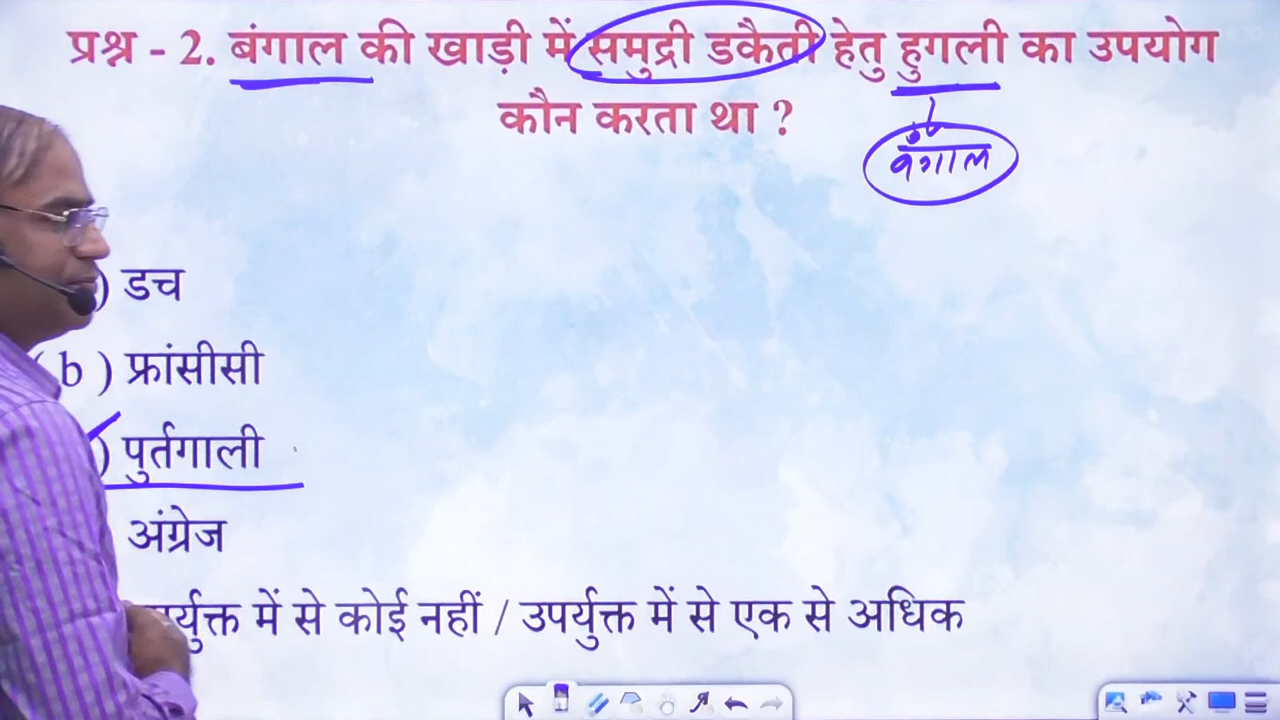 प्रश्न - 2. बंगाल की खाड़ी में समुद्री डकैती हेतु हुगली का उपयोग
कौन करता था ?
बंगाल
) डच
( b ) फ्रांसीसी
) पुर्तगाली
अंग्रेज
में से कोई नहीं / उपर्युक्त में से एक से अधिक